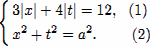 3|x| + 4|t| = 12, (1)
x² + t² = a². (2)